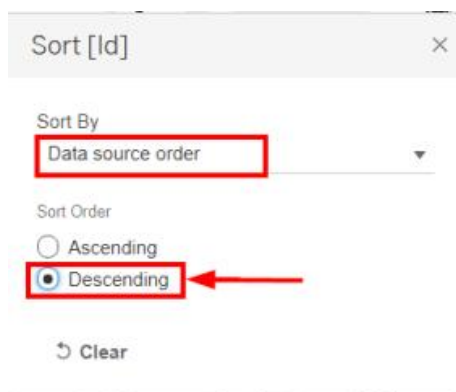 Sort [Id]
Sort By
Data source order
Sort Order
Ascending
Descending
Clear